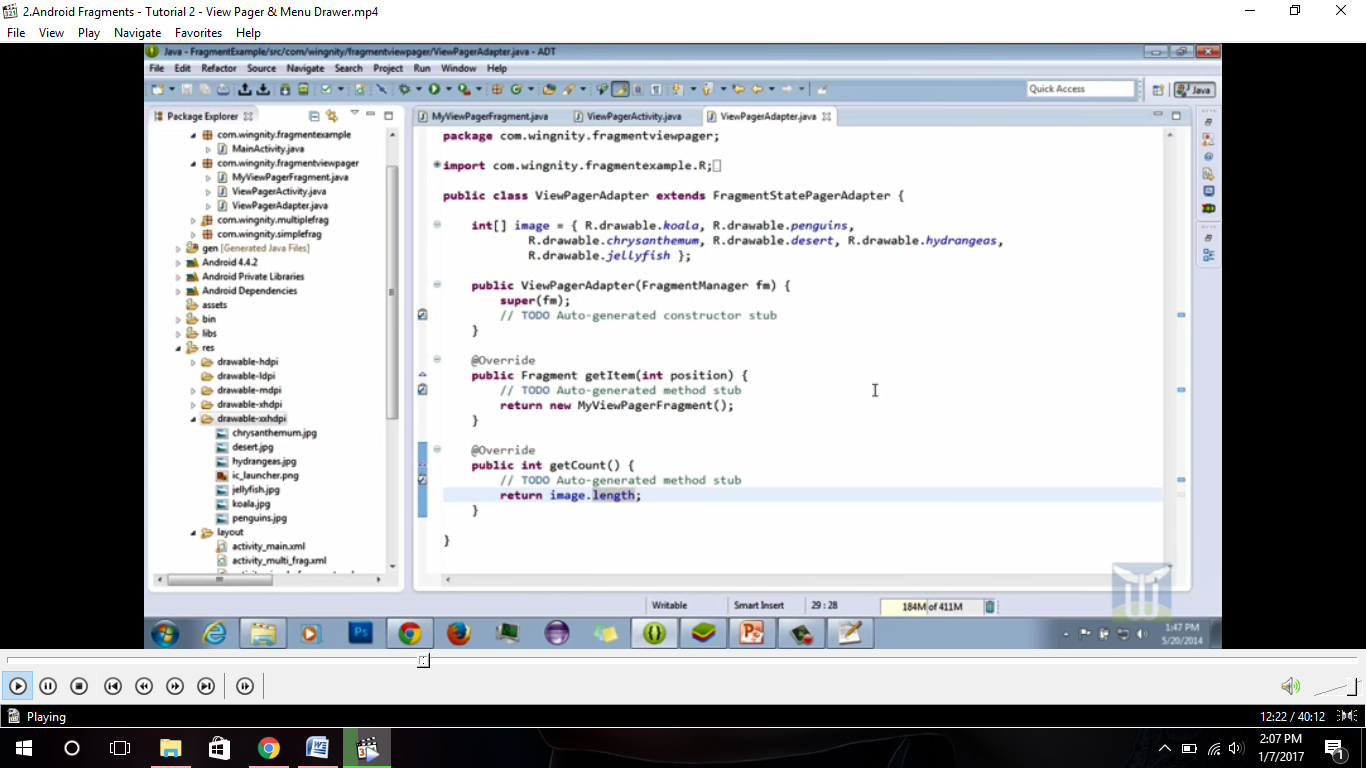 2.Android Fragments - Tutorial 2 - View Pager & Menu Drawer.mp4
File View Play Navigate Favorites Help
Java - FragmentExample/src/com/wingnity/fragmentviewpager/ViewPagerAdapter.java - ADT
File Edit Refactor Source Navigate Search Project Run Window Help
Quick Access
Java
Package Explorer
com.wingnity.fragmentexample
MainActivity.java
com.wingnity.fragmentviewpager
MyViewPagerFragment.java
ViewPagerActivity.java
ViewPagerAdapter.java
com.wingnity.multiplefrag
com.wingnity.simplefrag
gen [Generated Java Files]
Android 4.4.2
Android Private Libraries
Android Dependencies
assets
bin
libs
res
drawable-hdpi
drawable-ldpi
drawable-mdpi
drawable-xhdpi
drawable-xxhdpi
chrysanthemum.jpg
desert.jpg
hydrangeas.jpg
ic_launcher.png
jellyfish.jpg
koala.jpg
penguins.jpg
layout
activity_main.xml
activity_multi_frag.xml
MyViewPagerFragment.java ViewPagerActivity.java ViewPagerAdapter.java
package com.wingnity.fragmentviewpager;
import com.wingnity.fragmentexample.R;
public class ViewPagerAdapter extends FragmentStatePagerAdapter {
int[] image = { R.drawable.koala, R.drawable.penguins,
R.drawable.chrysanthemum, R.drawable.desert, R.drawable.hydrangeas,
R.drawable.jellyfish };
public ViewPagerAdapter(FragmentManager fm) {
super(fm);
// TODO Auto-generated constructor stub
}
@Override
public Fragment getItem(int position) {
// TODO Auto-generated method stub
return new MyViewPagerFragment();
}
@Override
public int getCount() {
// TODO Auto-generated method stub
return image.length;
}
}
Writable Smart Insert 29 : 28 184M of 411M
Ps
1:47 PM
5/20/2014
Playing
12:22 / 40:12
2:07 PM
1/7/2017
1